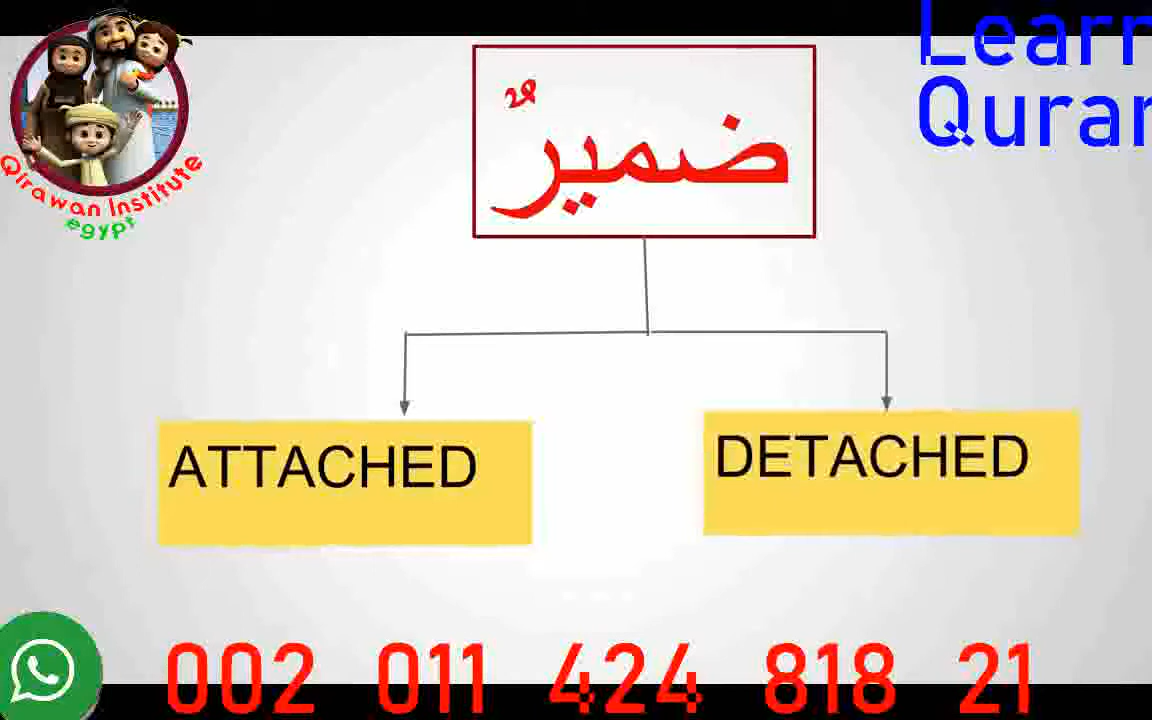 Qirawan Institute
egypt
Learn
Quran
ضميرٌ
ATTACHED
DETACHED
002 011 424 818 21